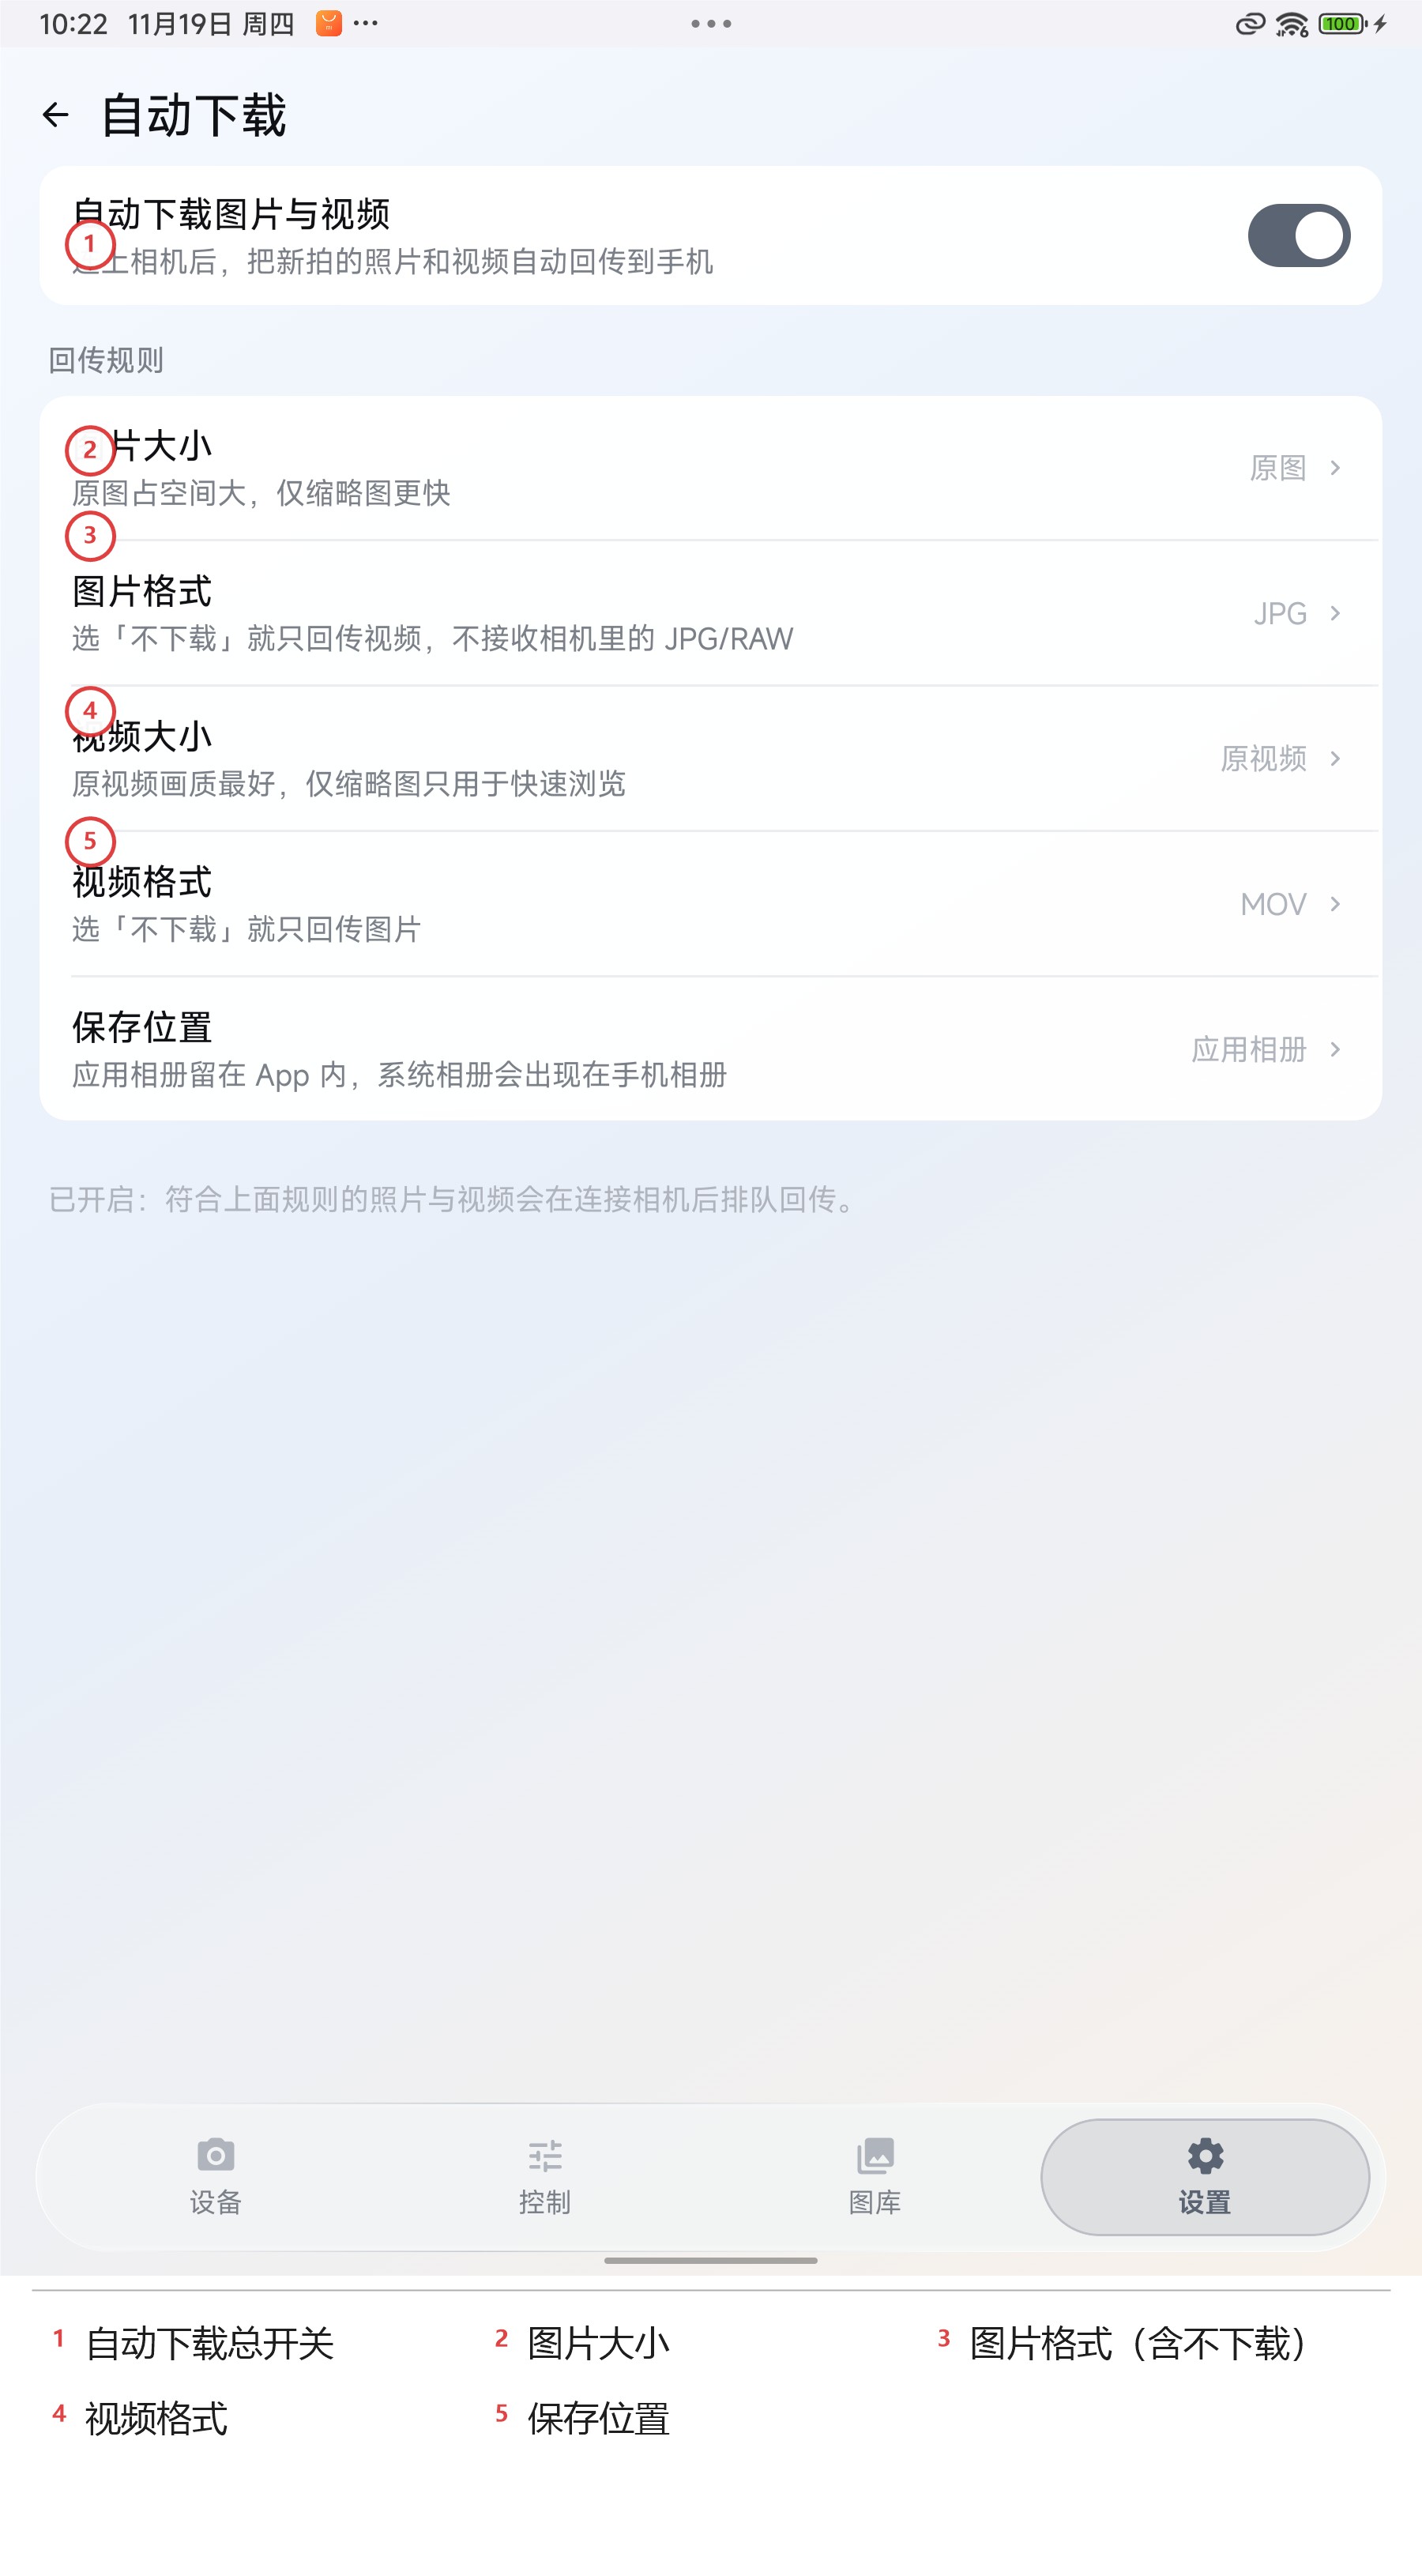 10:22 11月19日 周四
100
自动下载
自动下载图片与视频
1
上相机后，把新拍的照片和视频自动回传到手机
回传规则
2
片大小
原图
原图占空间大，仅缩略图更快
3
图片格式
JPG
选「不下载」就只回传视频，不接收相机里的 JPG/RAW
4
视频大小
原视频
原视频画质最好，仅缩略图只用于快速浏览
5
视频格式
MOV
选「不下载」就只回传图片
保存位置
应用相册
应用相册留在 App 内，系统相册会出现在手机相册
已开启：符合上面规则的照片与视频会在连接相机后排队回传。
设备 控制 图库 设置
1 自动下载总开关 2 图片大小 3 图片格式（含不下载）
4 视频格式 5 保存位置